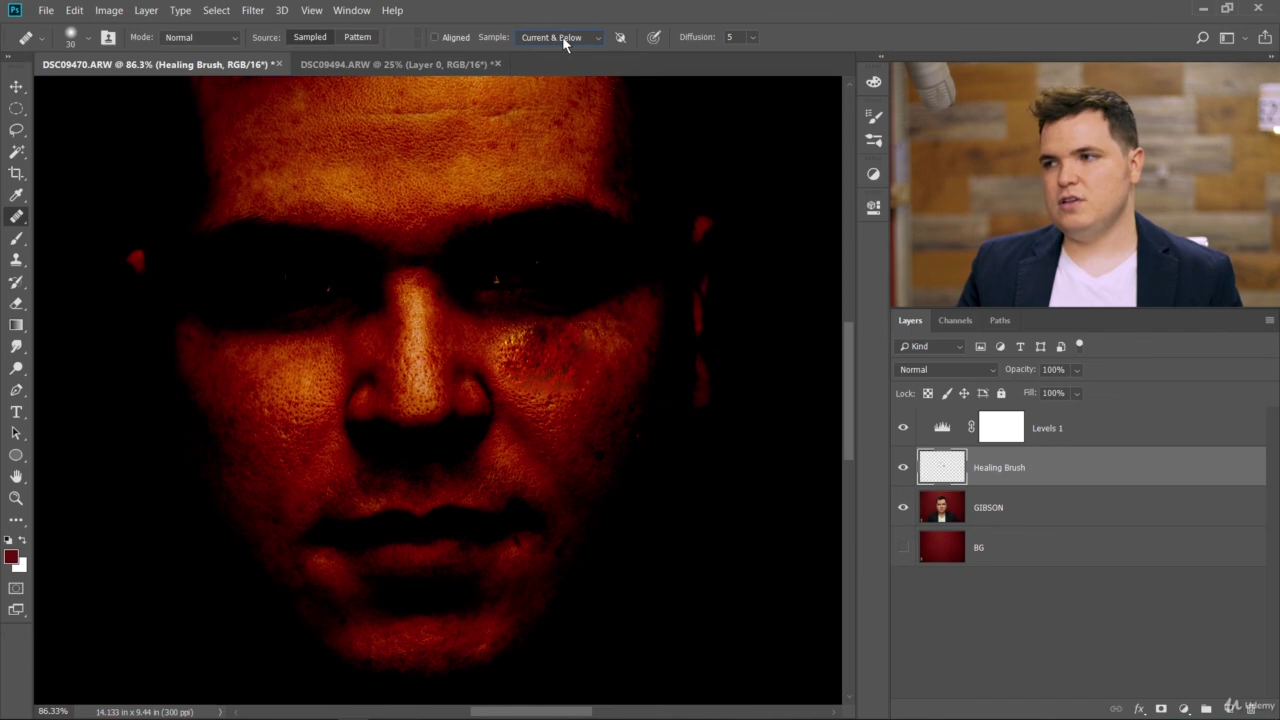 Ps File Edit Image Layer Type Select Filter 3D View Window Help
30 Mode: Normal Source: Sampled Pattern Aligned Sample: Current & Below Diffusion: 5
DSC09470.ARW @ 86.3% (Healing Brush, RGB/16*) * DSC09494.ARW @ 25% (Layer 0, RGB/16*) *
Layers Channels Paths
Kind
Normal Opacity: 100%
Lock: Fill: 100%
Levels 1
Healing Brush
GIBSON
BG
86.33% 14.133 in x 9.44 in (300 ppi)
Udemy